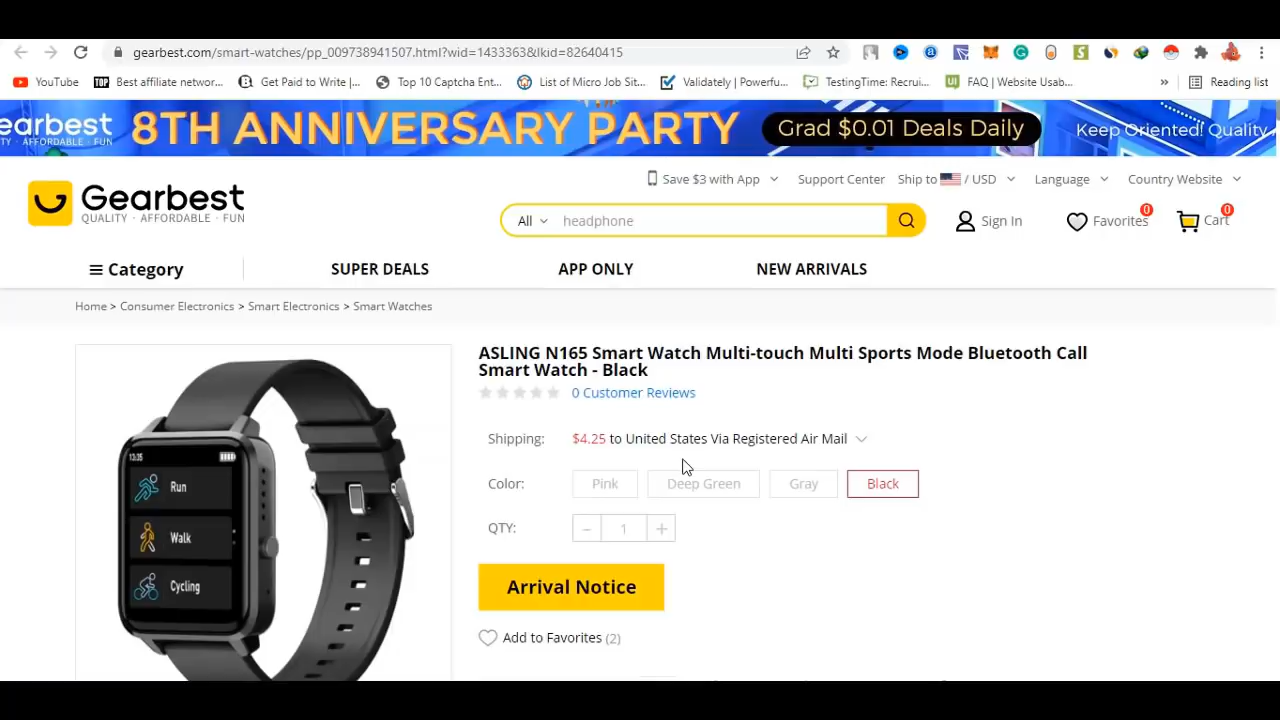 gearbest.com/smart-watches/pp_009738941507.html?wid=1433363&lkid=82640415
YouTube
TOP
Best affiliate networ...
Get Paid to Write |...
Top 10 Captcha Ent...
List of Micro Job Sit...
Validately | Powerfu...
TestingTime: Recrui...
FAQ | Website Usab...
»
Reading list
earbest
TY · AFFORDABLE · FUN
8TH ANNIVERSARY PARTY
Grad $0.01 Deals Daily
Keep Oriented! Quality
Gearbest
QUALITY · AFFORDABLE · FUN
Save $3 with App
Support Center
Ship to / USD
Language
Country Website
All
headphone
Sign In
Favorites 0
Cart 0
Category
SUPER DEALS
APP ONLY
NEW ARRIVALS
Home > Consumer Electronics > Smart Electronics > Smart Watches
13:35
Run
Walk
Cycling
ASLING N165 Smart Watch Multi-touch Multi Sports Mode Bluetooth Call
Smart Watch - Black
0 Customer Reviews
Shipping: $4.25 to United States Via Registered Air Mail
Color: Pink Deep Green Gray Black
QTY: − 1 +
Arrival Notice
Add to Favorites (2)